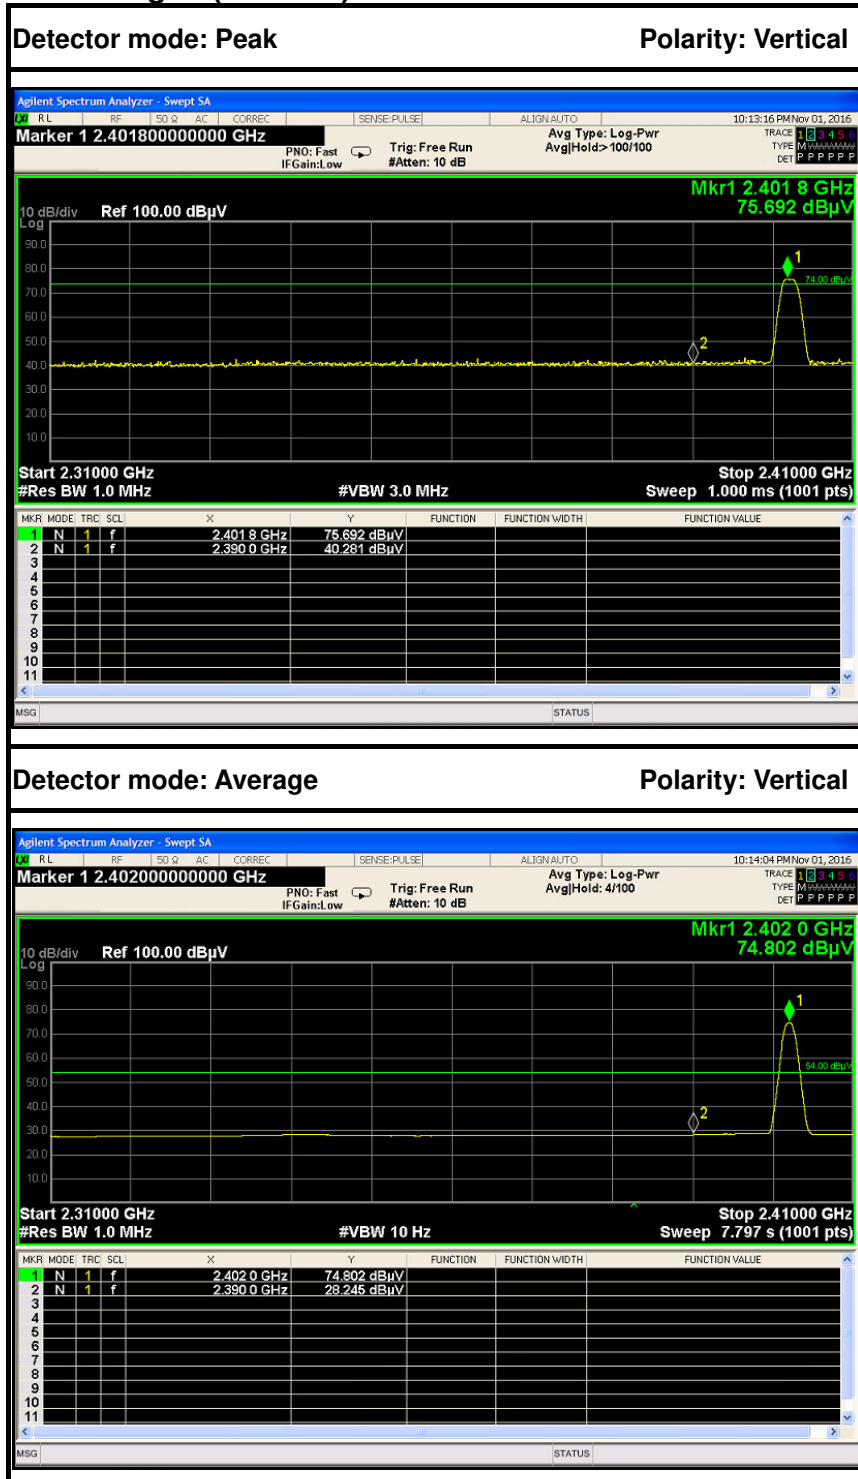 Detector mode: Peak Polarity: Vertical
Agilent Spectrum Analyzer - Swept SA
LXI RL RF 50 Ω AC CORREC SENSE:PULSE ALIGN AUTO 10:13:16 PM Nov 01, 2016
Marker 1 2.401800000000 GHz
PNO: Fast
IFGain:Low
Trig: Free Run
#Atten: 10 dB
Avg Type: Log-Pwr
Avg|Hold:> 100/100
TRACE 1 2 3 4 5 6
TYPE M
DET P P P P P P
Mkr1 2.401 8 GHz
75.692 dBµV
10 dB/div Ref 100.00 dBµV
Log
90.0
80.0
70.0
60.0
50.0
40.0
30.0
20.0
10.0
1
74.00 dBµV
2
Start 2.31000 GHz Stop 2.41000 GHz
#Res BW 1.0 MHz #VBW 3.0 MHz Sweep 1.000 ms (1001 pts)
MKR MODE TRC SCL X Y FUNCTION FUNCTION WIDTH FUNCTION VALUE
1 N 1 f 2.401 8 GHz 75.692 dBµV
2 N 1 f 2.390 0 GHz 40.281 dBµV
3
4
5
6
7
8
9
10
11
MSG STATUS
Detector mode: Average Polarity: Vertical
Agilent Spectrum Analyzer - Swept SA
LXI RL RF 50 Ω AC CORREC SENSE:PULSE ALIGN AUTO 10:14:04 PM Nov 01, 2016
Marker 1 2.402000000000 GHz
PNO: Fast
IFGain:Low
Trig: Free Run
#Atten: 10 dB
Avg Type: Log-Pwr
Avg|Hold: 4/100
TRACE 1 2 3 4 5 6
TYPE M
DET P P P P P P
Mkr1 2.402 0 GHz
74.802 dBµV
10 dB/div Ref 100.00 dBµV
Log
90.0
80.0
70.0
60.0
50.0
40.0
30.0
20.0
10.0
1
54.00 dBµV
2
Start 2.31000 GHz Stop 2.41000 GHz
#Res BW 1.0 MHz #VBW 10 Hz Sweep 7.797 s (1001 pts)
MKR MODE TRC SCL X Y FUNCTION FUNCTION WIDTH FUNCTION VALUE
1 N 1 f 2.402 0 GHz 74.802 dBµV
2 N 1 f 2.390 0 GHz 28.245 dBµV
3
4
5
6
7
8
9
10
11
MSG STATUS